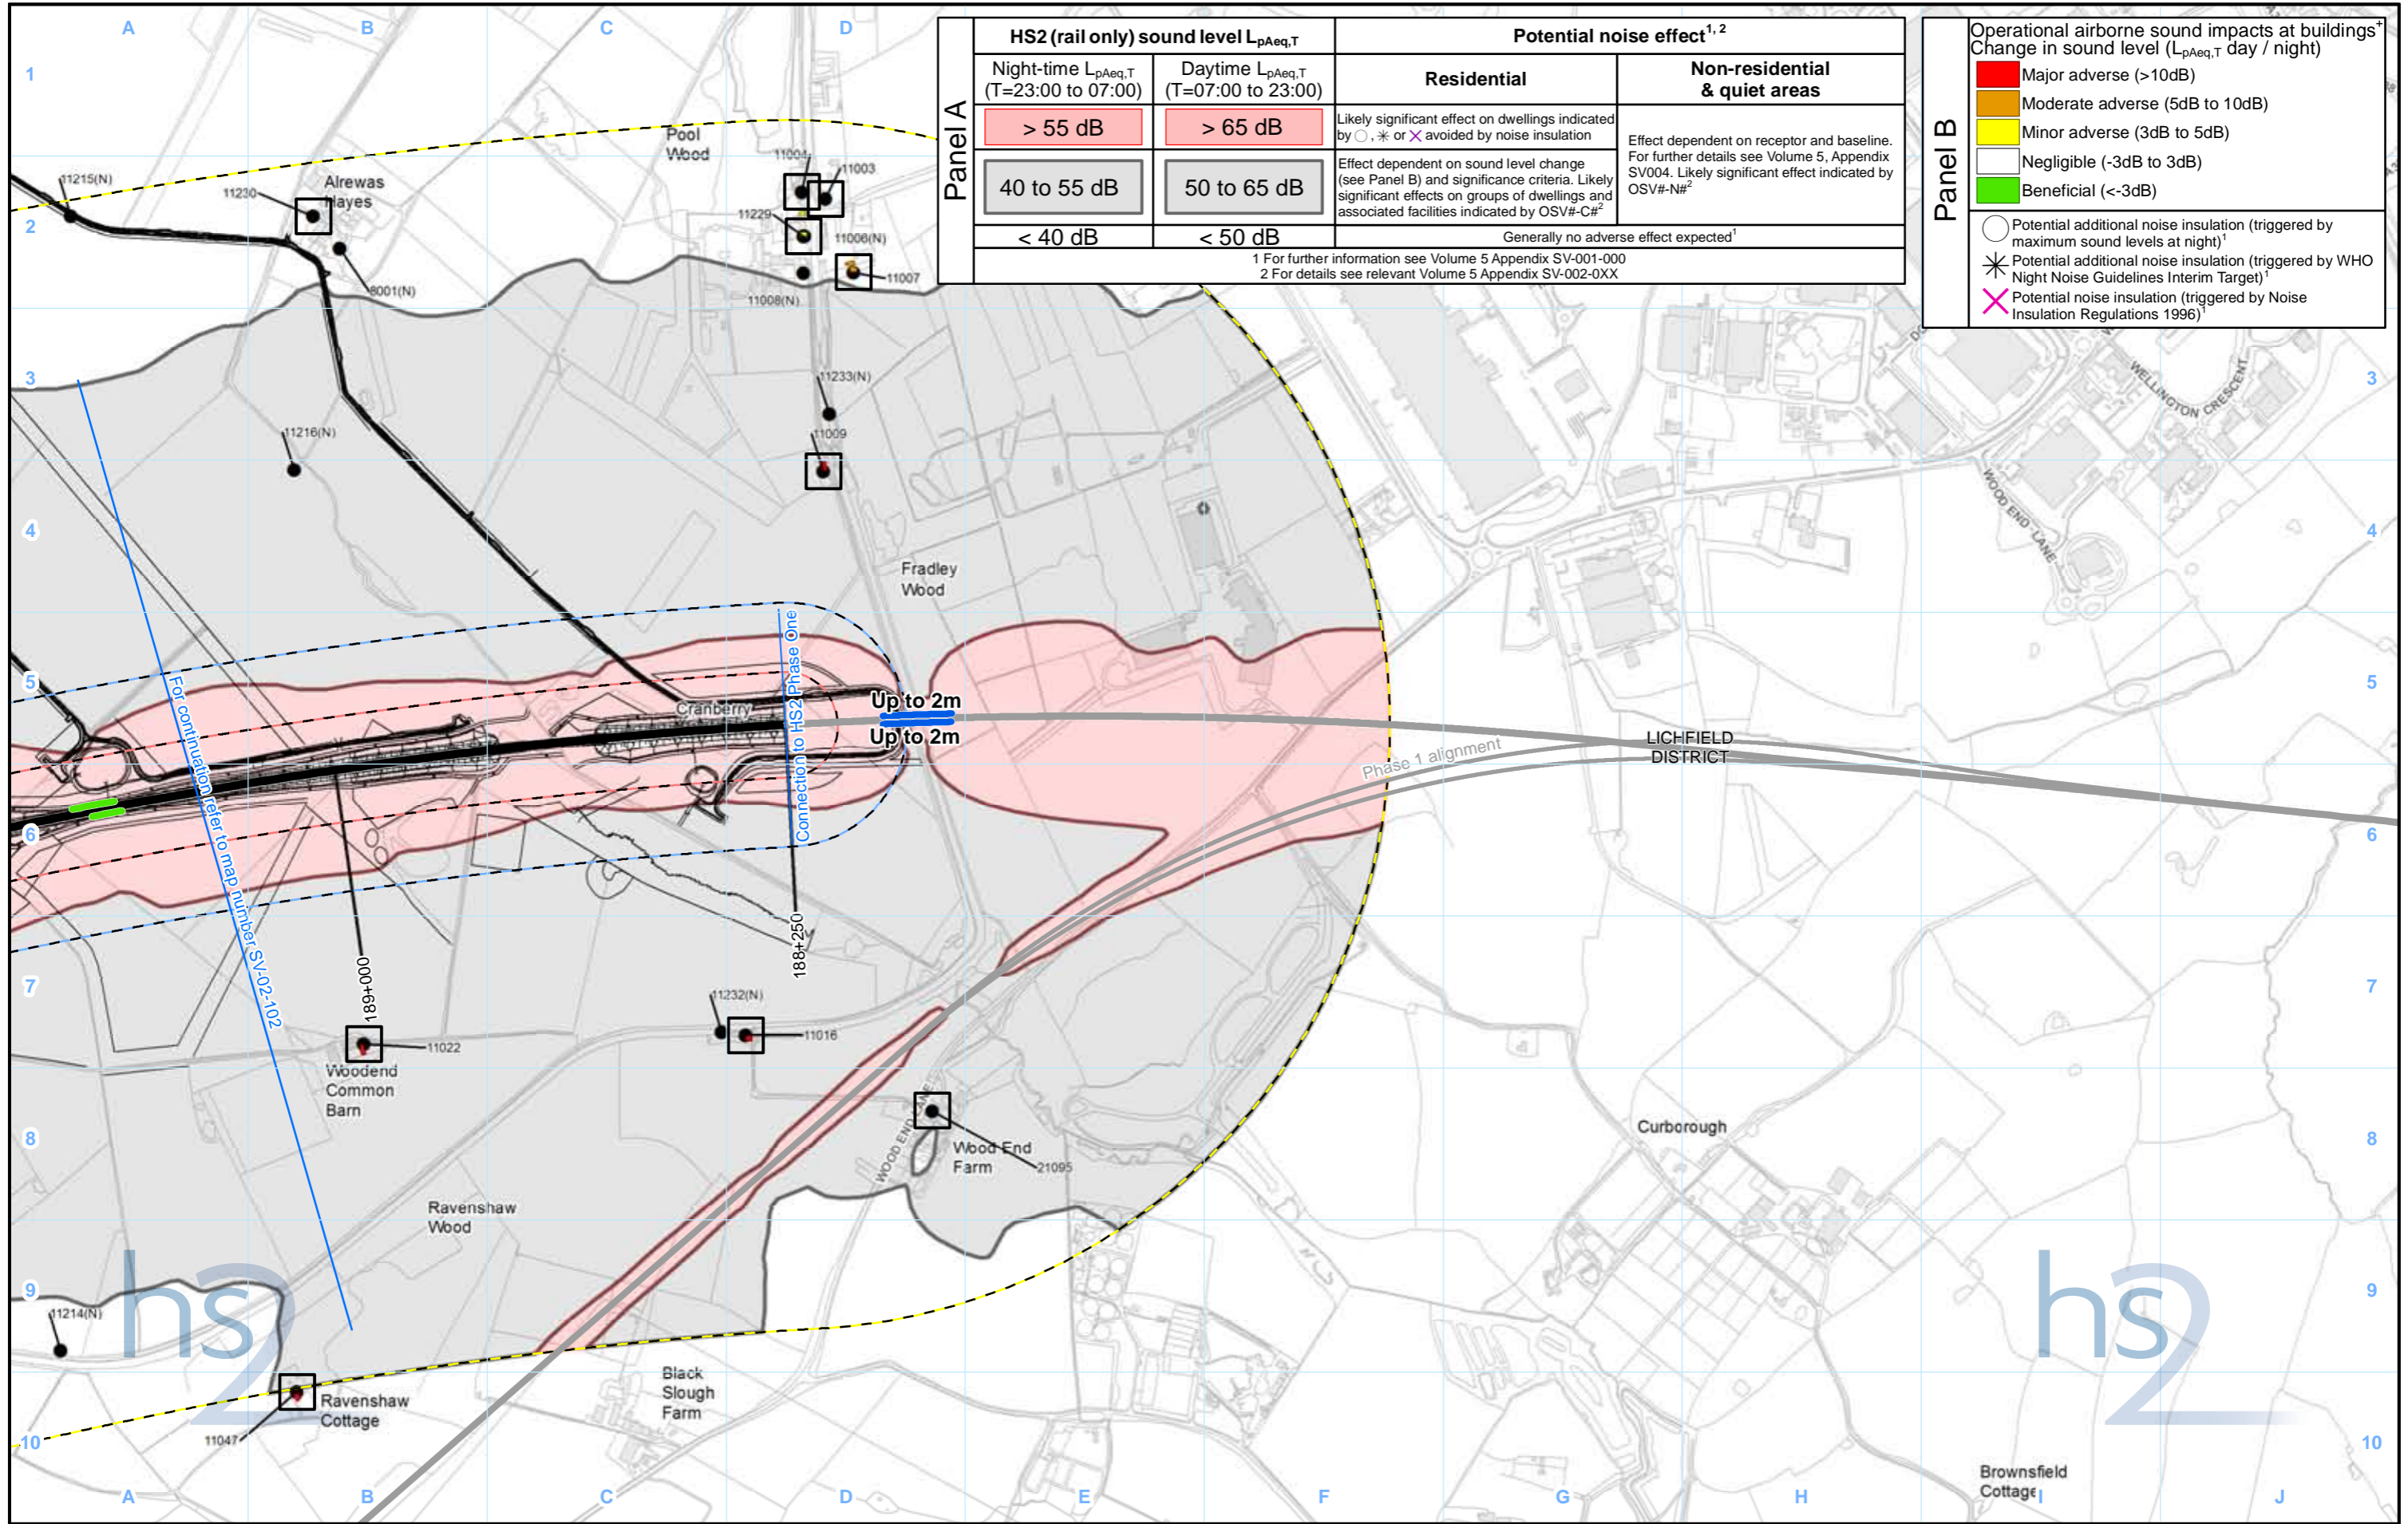 A
B
C
D
1
2
3
4
5
6
7
8
9
10
Panel A
HS2 (rail only) sound level LpAeq,T
Potential noise effect1, 2
Night-time LpAeq,T
(T=23:00 to 07:00)
Daytime LpAeq,T
(T=07:00 to 23:00)
Residential
Non-residential
& quiet areas
> 55 dB
> 65 dB
Likely significant effect on dwellings indicated
by ○, ✳ or ✕ avoided by noise insulation
Effect dependent on receptor and baseline.
For further details see Volume 5, Appendix
SV004. Likely significant effect indicated by
OSV#-N#2
40 to 55 dB
50 to 65 dB
Effect dependent on sound level change
(see Panel B) and significance criteria. Likely
significant effects on groups of dwellings and
associated facilities indicated by OSV#-C#2
< 40 dB
< 50 dB
Generally no adverse effect expected1
1 For further information see Volume 5 Appendix SV-001-000
2 For details see relevant Volume 5 Appendix SV-002-0XX
Panel B
Operational airborne sound impacts at buildings+
Change in sound level (LpAeq,T day / night)
Major adverse (>10dB)
Moderate adverse (5dB to 10dB)
Minor adverse (3dB to 5dB)
Negligible (-3dB to 3dB)
Beneficial (<-3dB)
Potential additional noise insulation (triggered by
maximum sound levels at night)1
Potential additional noise insulation (triggered by WHO
Night Noise Guidelines Interim Target)1
Potential noise insulation (triggered by Noise
Insulation Regulations 1996)1
Pool
Wood
11004
11003
11215(N)
11230
Alrewas
Hayes
11229
11006(N)
11007
8001(N)
11008(N)
11233(N)
11009
11216(N)
WELLINGTON CRESCENT
WOOD END LANE
3
4
5
6
7
8
9
10
Fradley
Wood
For continuation refer to map number SV-02-102
Connection to HS2 Phase One
Cranberry
Up to 2m
Up to 2m
Phase 1 alignment
LICHFIELD
DISTRICT
188+250
189+000
11232(N)
11016
11022
Woodend
Common
Barn
WOOD END LANE
Wood End
Farm
21095
Curborough
Ravenshaw
Wood
11214(N)
hs2
hs2
Ravenshaw
Cottage
11047
Black
Slough
Farm
Brownsfield
Cottage
A
B
C
D
E
F
G
H
I
J